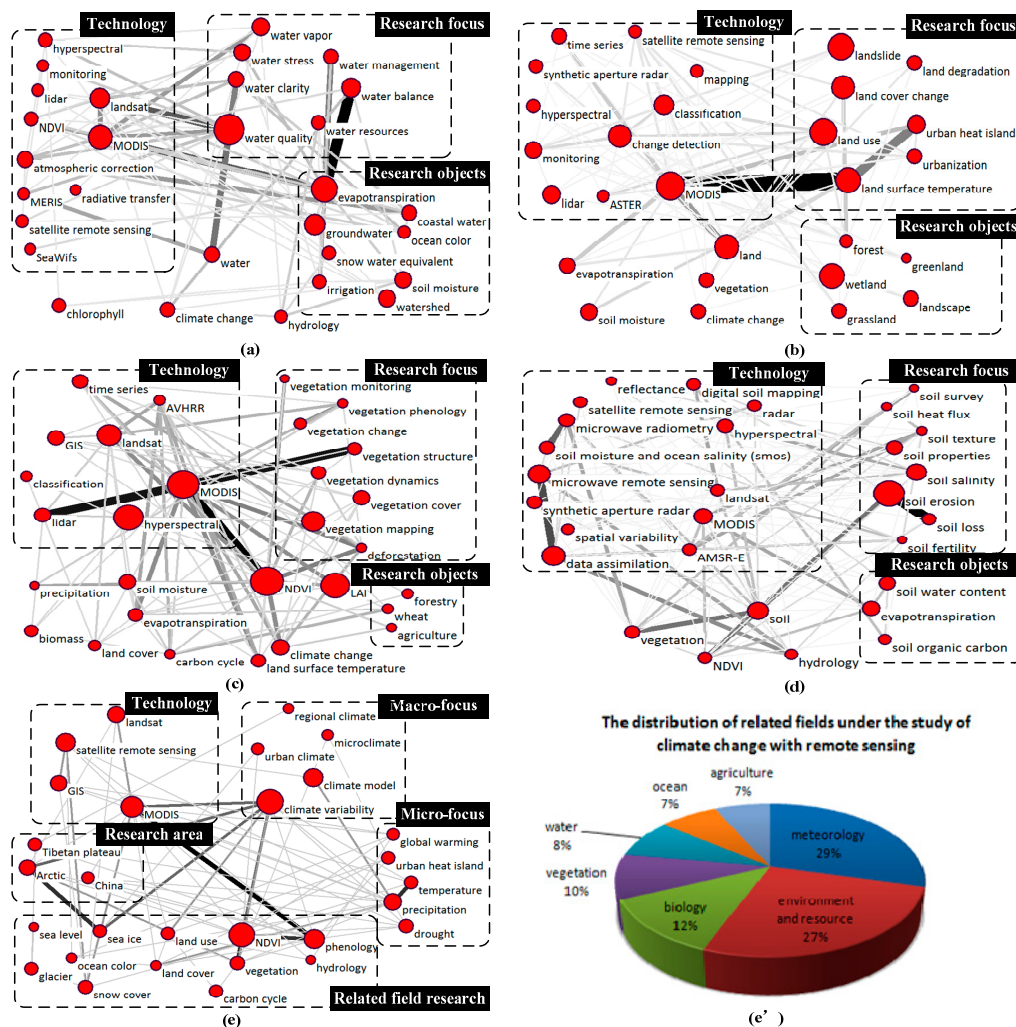 Technology
Research focus
hyperspectral
monitoring
lidar
landsat
NDVI
MODIS
atmospheric correction
MERIS
radiative transfer
satellite remote sensing
SeaWifs
water vapor
water stress
water management
water clarity
water balance
water resources
water quality
Research objects
evapotranspiration
coastal water
groundwater
ocean color
snow water equivalent
soil moisture
irrigation
watershed
water
chlorophyll
climate change
hydrology
(a)
Technology
Research focus
time series
satellite remote sensing
synthetic aperture radar
mapping
hyperspectral
classification
change detection
monitoring
MODIS
lidar
ASTER
landslide
land degradation
land cover change
urban heat island
land use
urbanization
land surface temperature
Research objects
forest
greenland
wetland
landscape
grassland
land
evapotranspiration
vegetation
soil moisture
climate change
(b)
Technology
Research focus
time series
AVHRR
GIS
landsat
classification
MODIS
lidar
hyperspectral
vegetation monitoring
vegetation phenology
vegetation change
vegetation structure
vegetation dynamics
vegetation cover
vegetation mapping
deforestation
Research objects
forestry
wheat
agriculture
precipitation
soil moisture
NDVI
LAI
evapotranspiration
biomass
land cover
carbon cycle
climate change
land surface temperature
(c)
Technology
Research focus
reflectance
digital soil mapping
satellite remote sensing
radar
microwave radiometry
hyperspectral
soil moisture and ocean salinity (smos)
microwave remote sensing
landsat
synthetic aperture radar
MODIS
spatial variability
AMSR-E
data assimilation
soil survey
soil heat flux
soil texture
soil properties
soil salinity
soil erosion
soil loss
soil fertility
Research objects
soil water content
evapotranspiration
soil organic carbon
soil
vegetation
NDVI
hydrology
(d)
Technology
Macro-focus
landsat
satellite remote sensing
GIS
MODIS
regional climate
microclimate
urban climate
climate model
climate variability
Research area
Micro-focus
Tibetan plateau
Arctic
China
global warming
urban heat island
temperature
precipitation
drought
sea level
sea ice
land use
NDVI
phenology
glacier
ocean color
land cover
vegetation
hydrology
snow cover
carbon cycle
Related field research
(e)
The distribution of related fields under the study of
climate change with remote sensing
agriculture
7%
ocean
7%
water
8%
vegetation
10%
biology
12%
meteorology
29%
environment
and resource
27%
(e’)